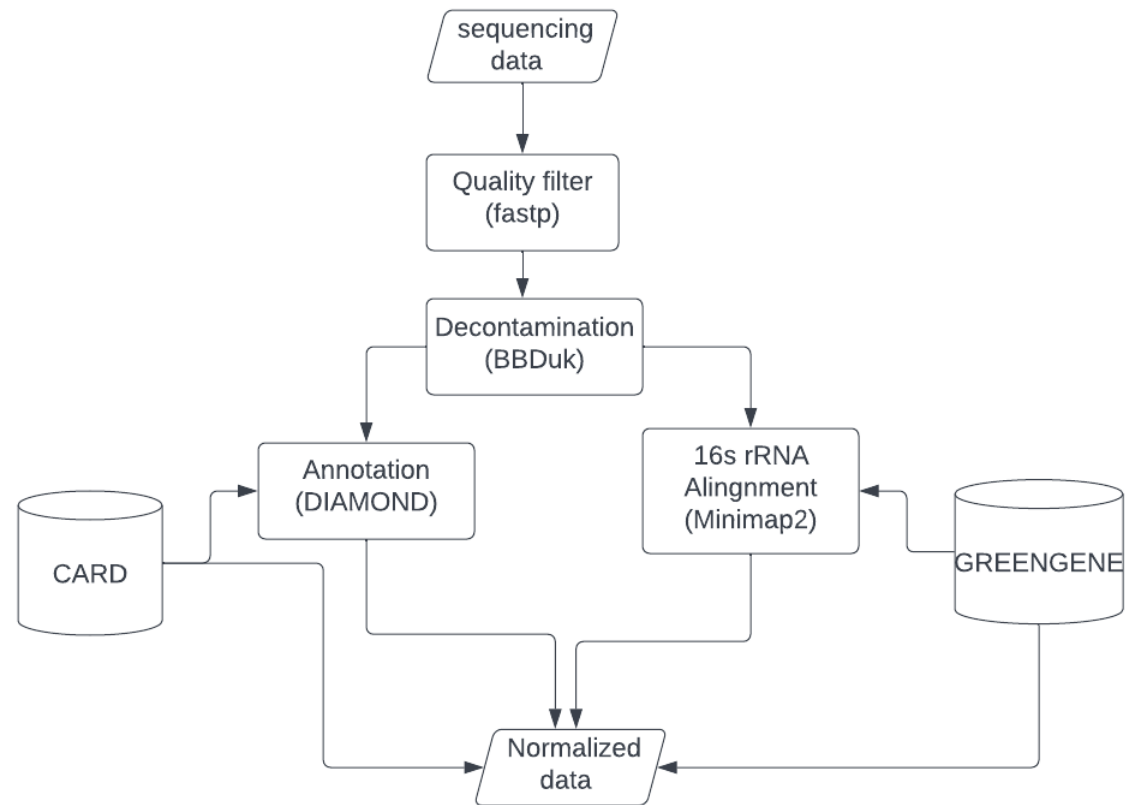 sequencing
data
Quality filter
(fastp)
Decontamination
(BBDuk)
Annotation
(DIAMOND)
16s rRNA
Alingnment
(Minimap2)
CARD
GREENGENE
Normalized
data